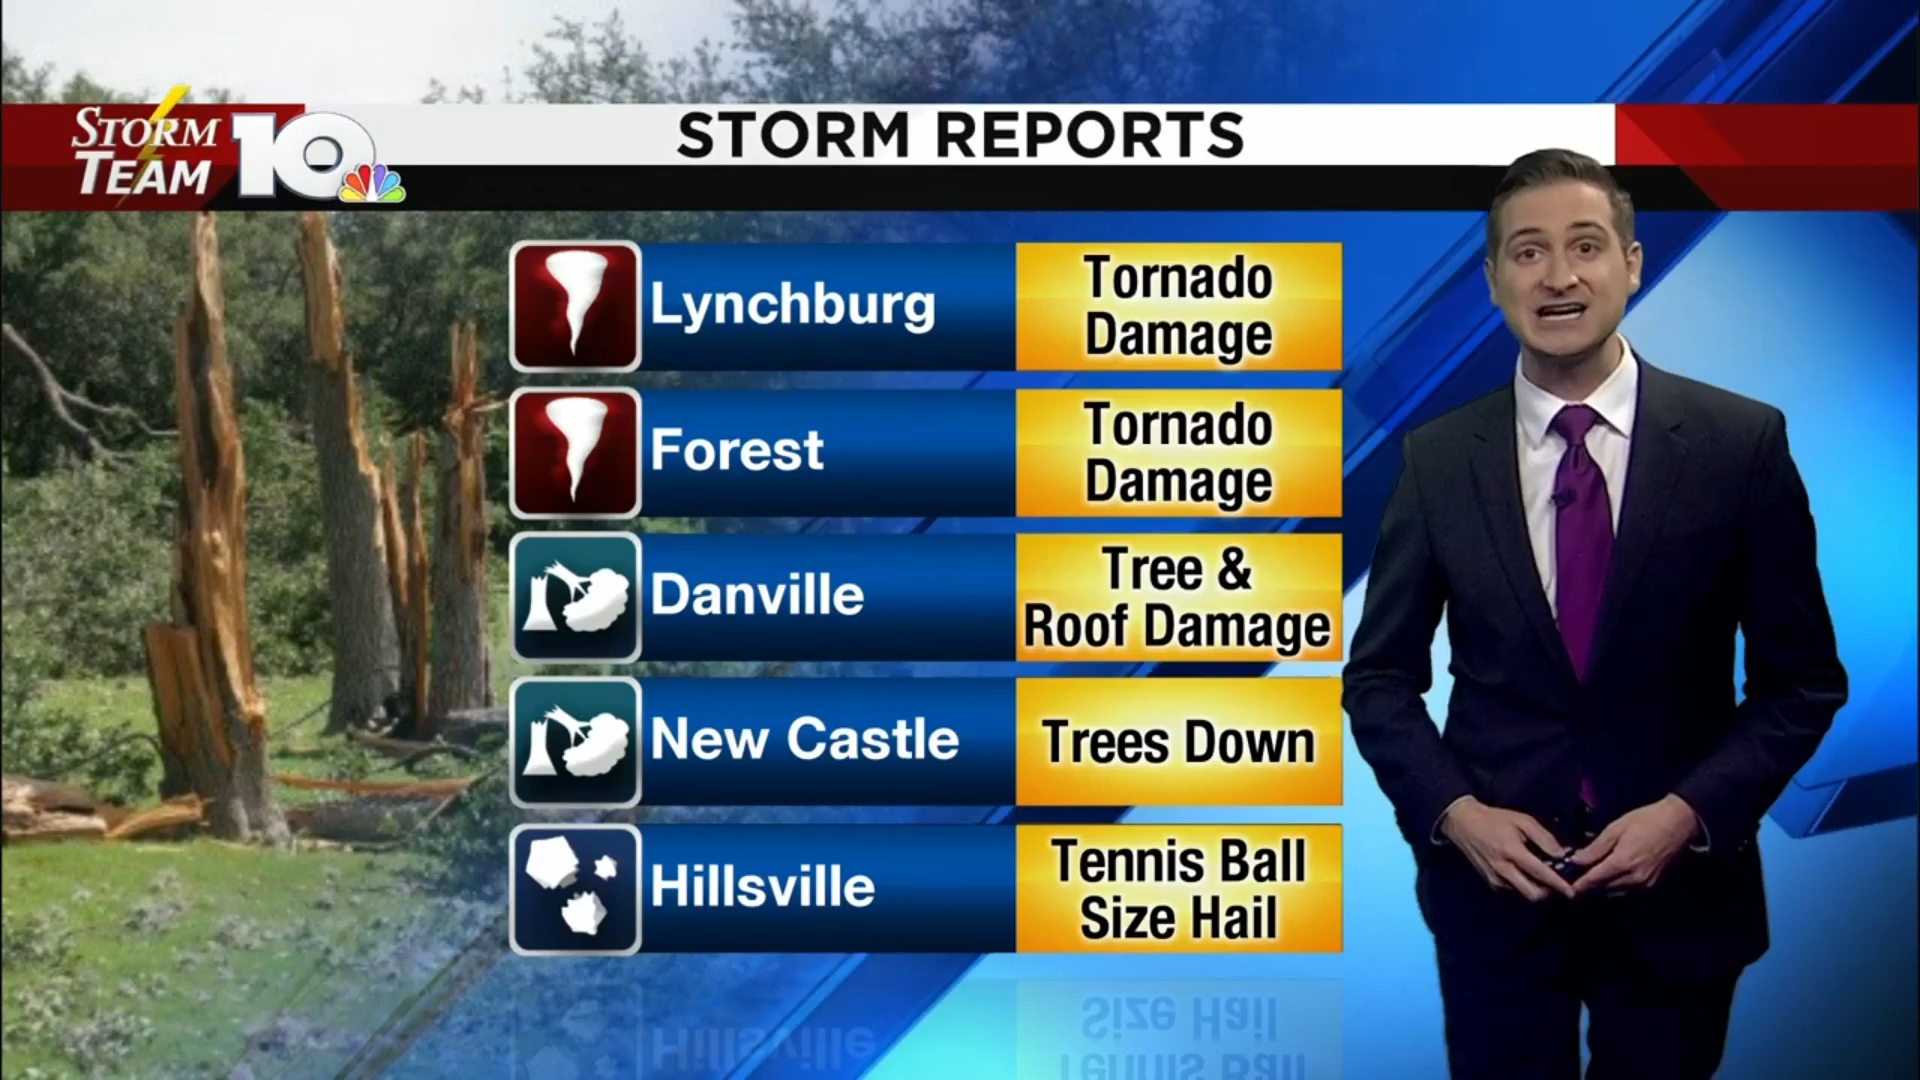 STORM
TEAM
10
STORM REPORTS
Lynchburg
Tornado
Damage
Forest
Tornado
Damage
Danville
Tree &
Roof Damage
New Castle
Trees Down
Hillsville
Tennis Ball
Size Hail